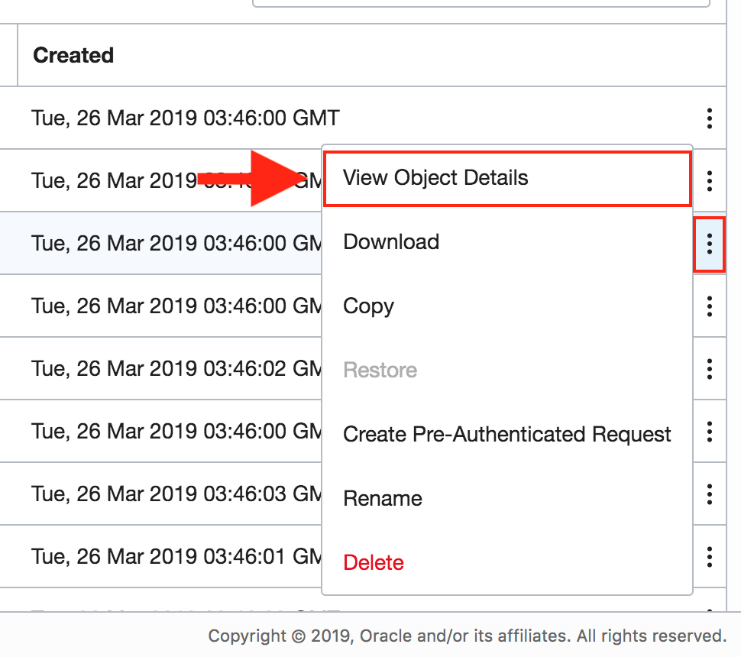 Created
Tue, 26 Mar 2019 03:46:00 GMT
Tue, 26 Mar 2019
View Object Details
Tue, 26 Mar 2019 03:46:00 GM
Download
Tue, 26 Mar 2019 03:46:00 GM
Copy
Tue, 26 Mar 2019 03:46:02 GM
Restore
Tue, 26 Mar 2019 03:46:00 GM
Create Pre-Authenticated Request
Tue, 26 Mar 2019 03:46:03 GM
Rename
Tue, 26 Mar 2019 03:46:01 GM
Delete
Copyright © 2019, Oracle and/or its affiliates. All rights reserved.